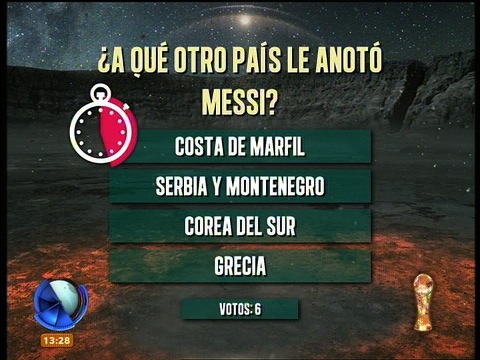 ¿A QUÉ OTRO PAÍS LE ANOTÓ
MESSI?
COSTA DE MARFIL
SERBIA Y MONTENEGRO
COREA DEL SUR
GRECIA
VOTOS: 6
13:28